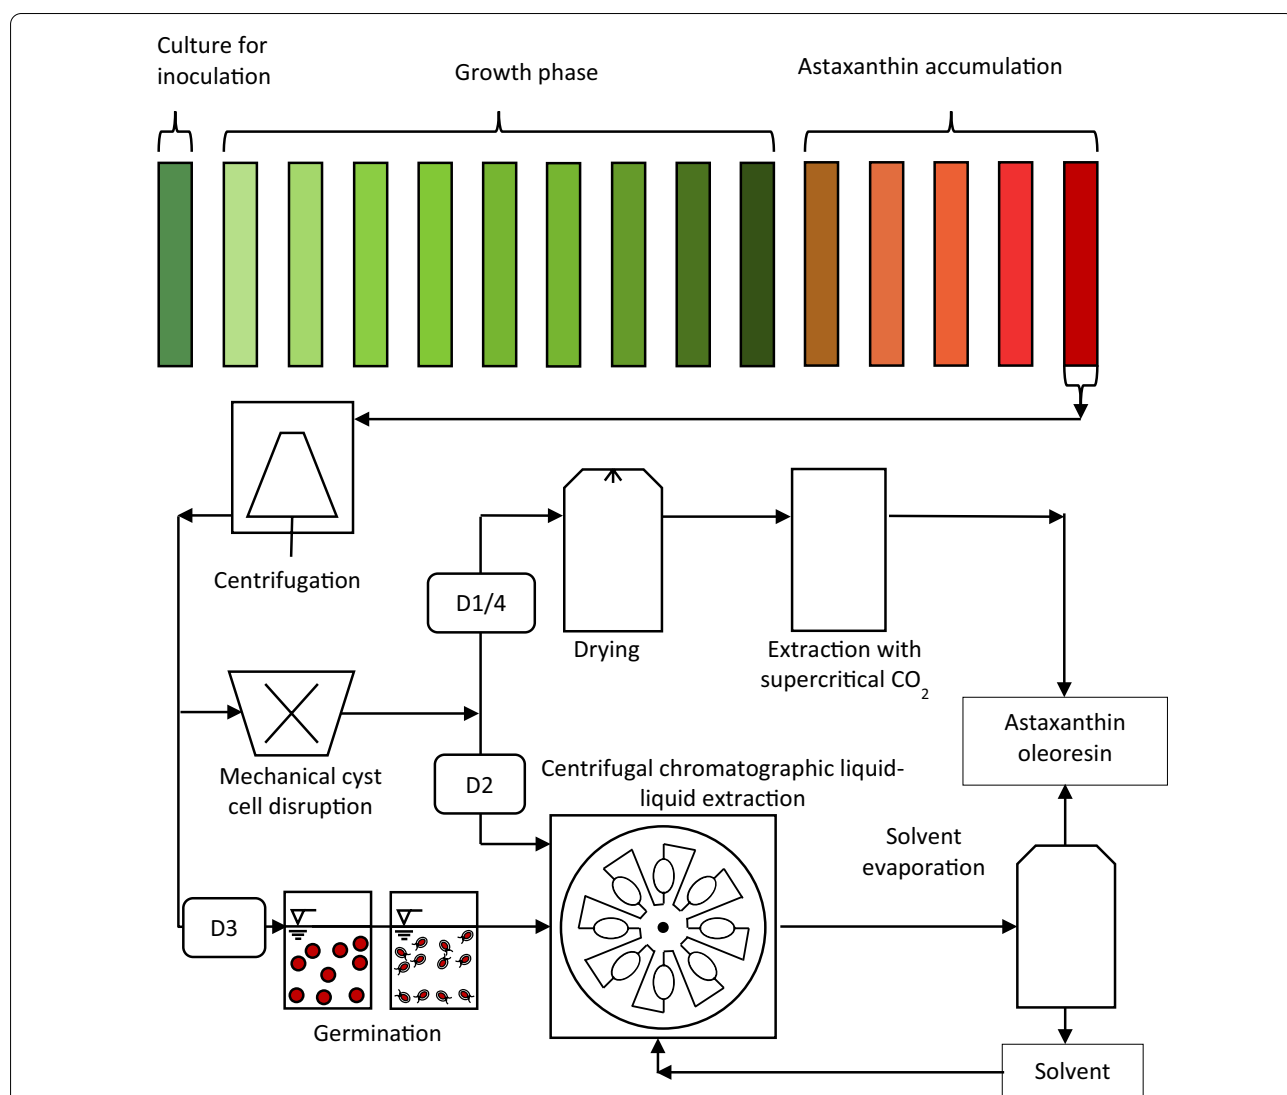 Culture for
inoculation
Growth phase
Astaxanthin accumulation
Centrifugation
D1/4
Drying
Extraction with
supercritical CO2
Astaxanthin
oleoresin
Mechanical cyst
cell disruption
D2
Centrifugal chromatographic liquid-
liquid extraction
Solvent
evaporation
D3
Germination
Solvent